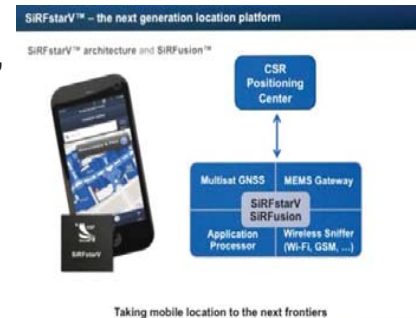 SiRFstarV™ – the next generation location platform
SiRFstarV™ architecture and SiRFusion™
CSR
Positioning
Center
Multisat GNSS
MEMS Gateway
SiRFstarV
SiRFusion
Application
Processor
Wireless Sniffer
(Wi-Fi, GSM, ...)
SiRFstarV
Taking mobile location to the next frontiers